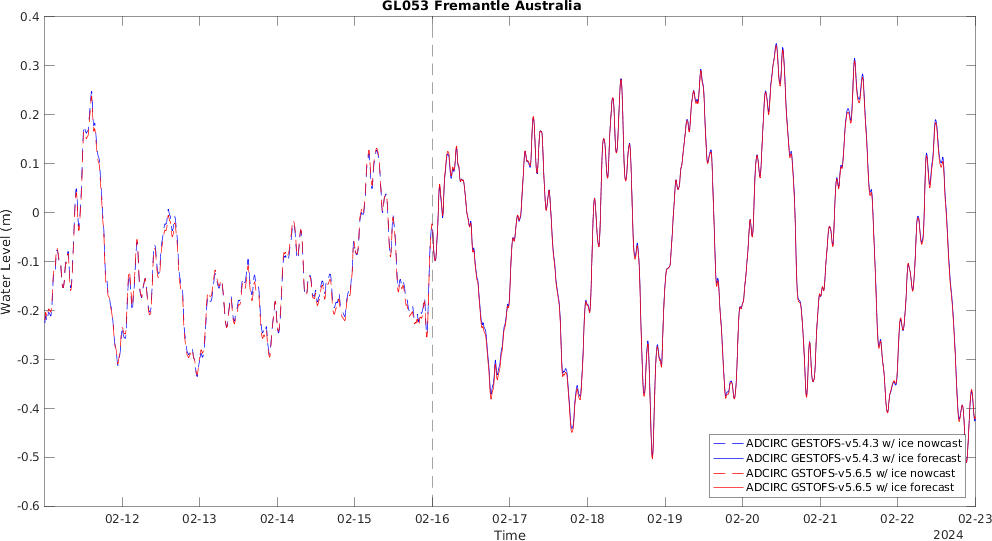 GL053 Fremantle Australia
0.4
0.3
0.2
0.1
0
-0.1
-0.2
-0.3
-0.4
-0.5
-0.6
Water Level (m)
ADCIRC GESTOFS-v5.4.3 w/ ice nowcast
ADCIRC GESTOFS-v5.4.3 w/ ice forecast
ADCIRC GSTOFS-v5.6.5 w/ ice nowcast
ADCIRC GSTOFS-v5.6.5 w/ ice forecast
02-12 02-13 02-14 02-15 02-16 02-17 02-18 02-19 02-20 02-21 02-22 02-23
Time
2024